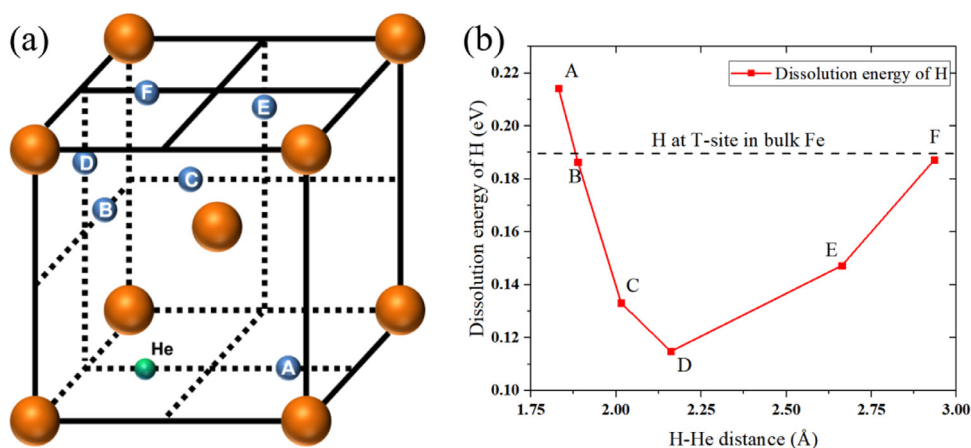 (a)
F
E
D
C
B
He
A
(b)
Dissolution energy of H (eV)
0.22
0.20
0.18
0.16
0.14
0.12
0.10
Dissolution energy of H
H at T-site in bulk Fe
A
B
C
D
E
F
1.75 2.00 2.25 2.50 2.75 3.00
H-He distance (Å)